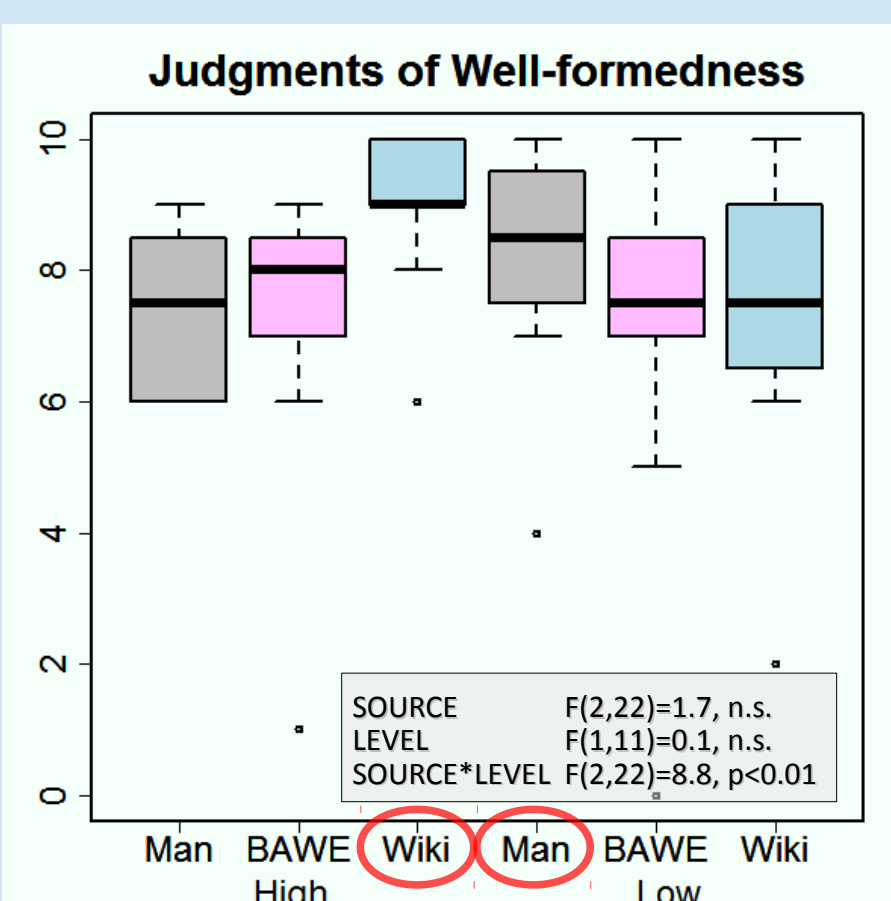 Judgments of Well-formedness
10
8
6
4
2
0
SOURCE F(2,22)=1.7, n.s.
LEVEL F(1,11)=0.1, n.s.
SOURCE*LEVEL F(2,22)=8.8, p<0.01
Man BAWE Wiki Man BAWE Wiki
High Low